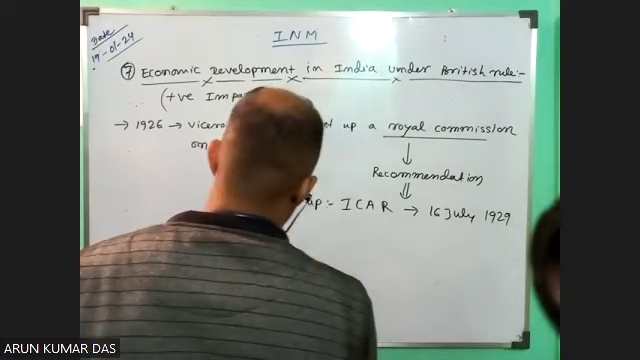 Date
19-01-24
INM
⑦ Economic Development in India under British rule:-
(+ve Impa
→ 1926 → Vicero up a royal commission
on
↓
Recommendation
⇓
up:- ICAR → 16 July 1929
ARUN KUMAR DAS